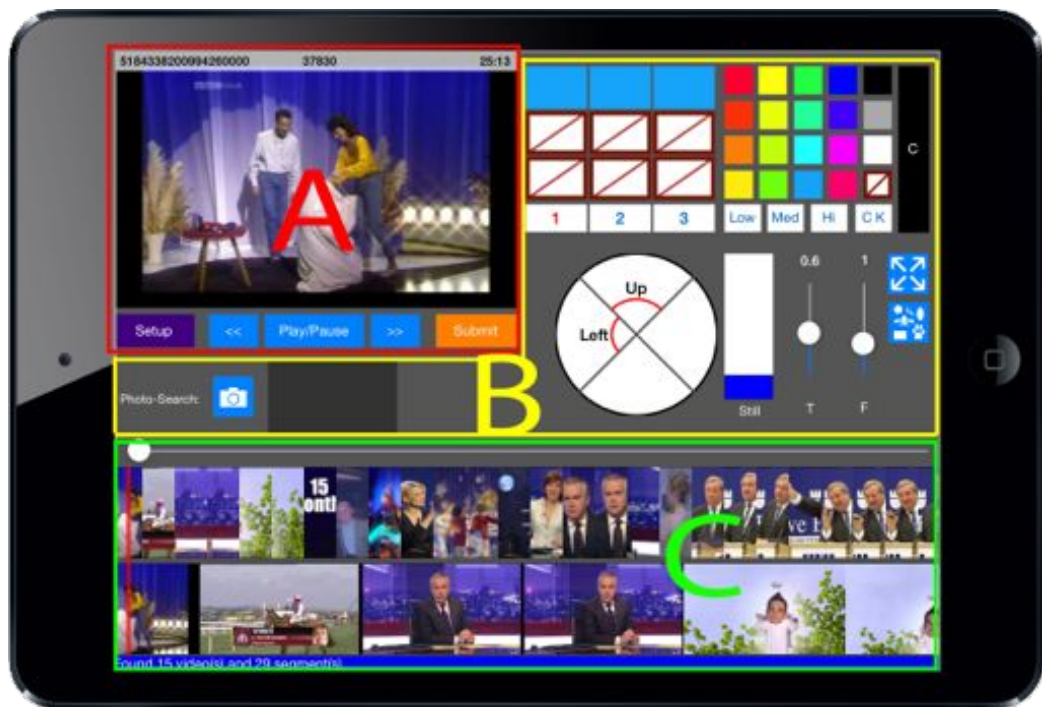 5184338200994260000 37830 25:13
A
Setup << Play/Pause >> Submit
1 2 3
Low Med Hi C K
C
Up
Left
0.6 1
Still T F
Photo-Search:
B
15
C
Found 15 video(s) and 29 segment(s)